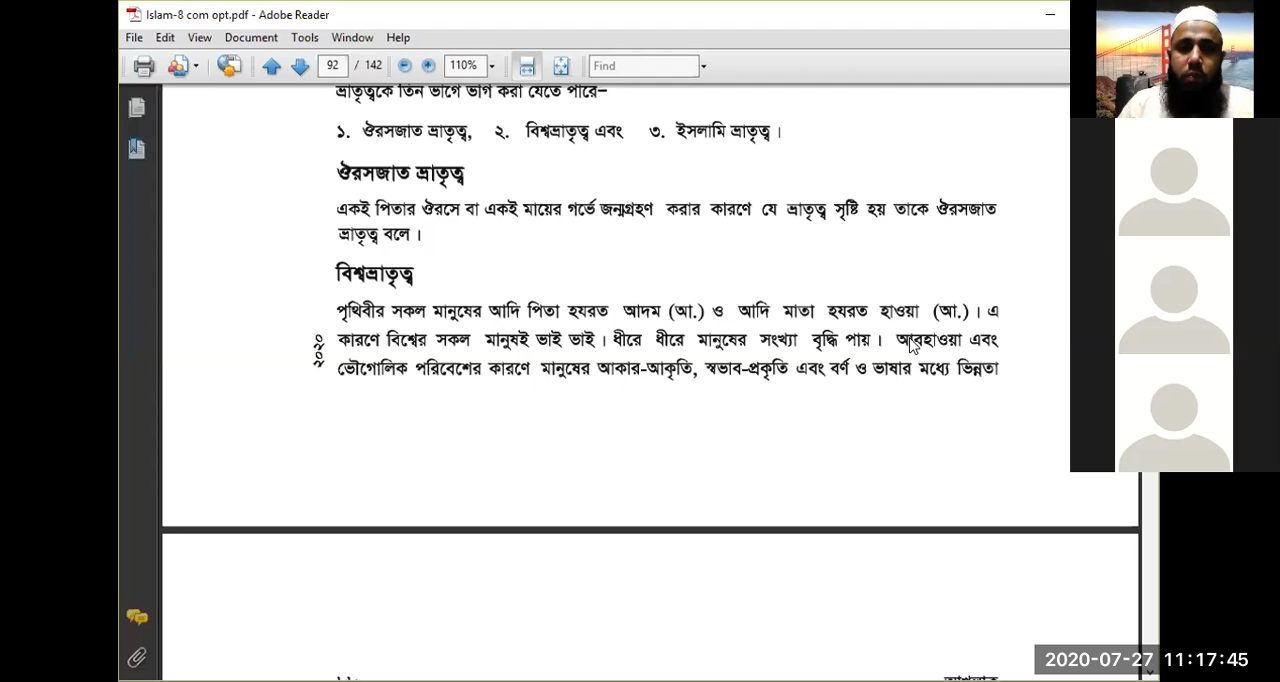 Islam-8 com opt.pdf - Adobe Reader
File Edit View Document Tools Window Help
92 / 142 110% Find
ভ্রাতৃত্বকে তিন ভাগে ভাগ করা যেতে পারে–
১. ঔরসজাত ভ্রাতৃত্ব, ২. বিশ্বভ্রাতৃত্ব এবং ৩. ইসলামি ভ্রাতৃত্ব।
ঔরসজাত ভ্রাতৃত্ব
একই পিতার ঔরসে বা একই মায়ের গর্ভে জন্মগ্রহণ করার কারণে যে ভ্রাতৃত্ব সৃষ্টি হয় তাকে ঔরসজাত
ভ্রাতৃত্ব বলে।
বিশ্বভ্রাতৃত্ব
পৃথিবীর সকল মানুষের আদি পিতা হযরত আদম (আ.) ও আদি মাতা হযরত হাওয়া (আ.)। এ
কারণে বিশ্বের সকল মানুষই ভাই ভাই। ধীরে ধীরে মানুষের সংখ্যা বৃদ্ধি পায়। আবহাওয়া এবং
২০২০
ভৌগোলিক পরিবেশের কারণে মানুষের আকার-আকৃতি, স্বভাব-প্রকৃতি এবং বর্ণ ও ভাষার মধ্যে ভিন্নতা
2020-07-27 11:17:45